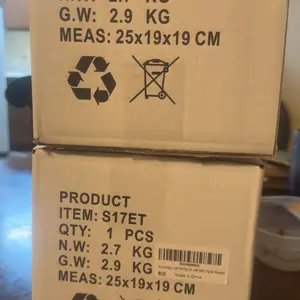 G.W: 2.9 KG
MEAS: 25x19x19 CM
PRODUCT
ITEM: S17ET
QTY: 1 PCS
N.W: 2.7 KG
G.W: 2.9 KG
MEAS: 25x19x19 CM